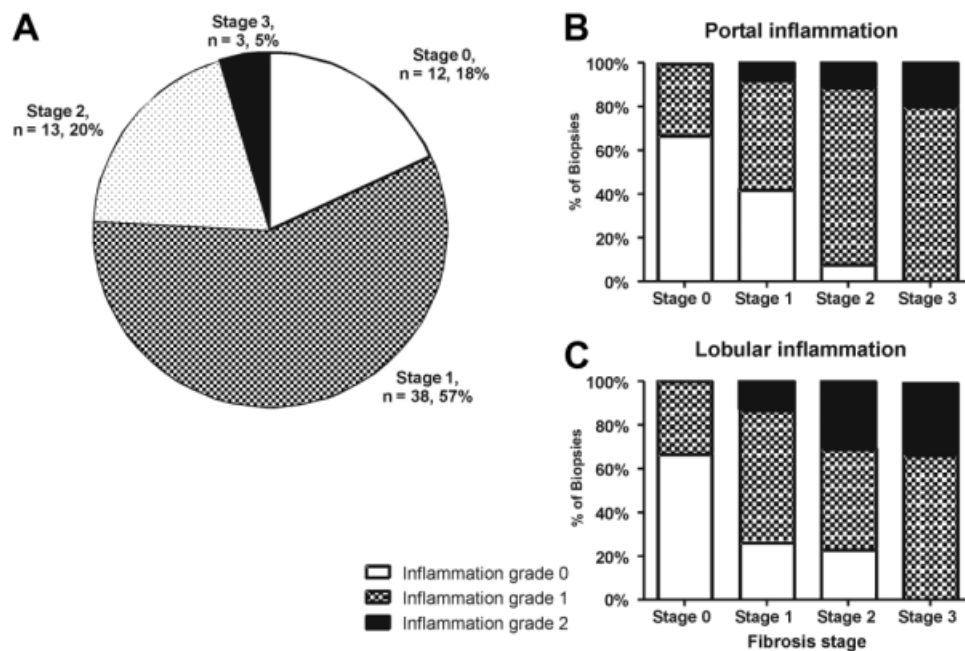 A
Stage 3,
n = 3, 5%
Stage 0,
n = 12, 18%
Stage 2,
n = 13, 20%
Stage 1,
n = 38, 57%
B
Portal inflammation
100%
80%
60%
40%
20%
0%
% of Biopsies
Stage 0 Stage 1 Stage 2 Stage 3
C
Lobular inflammation
100%
80%
60%
40%
20%
0%
% of Biopsies
Stage 0 Stage 1 Stage 2 Stage 3
Fibrosis stage
Inflammation grade 0
Inflammation grade 1
Inflammation grade 2